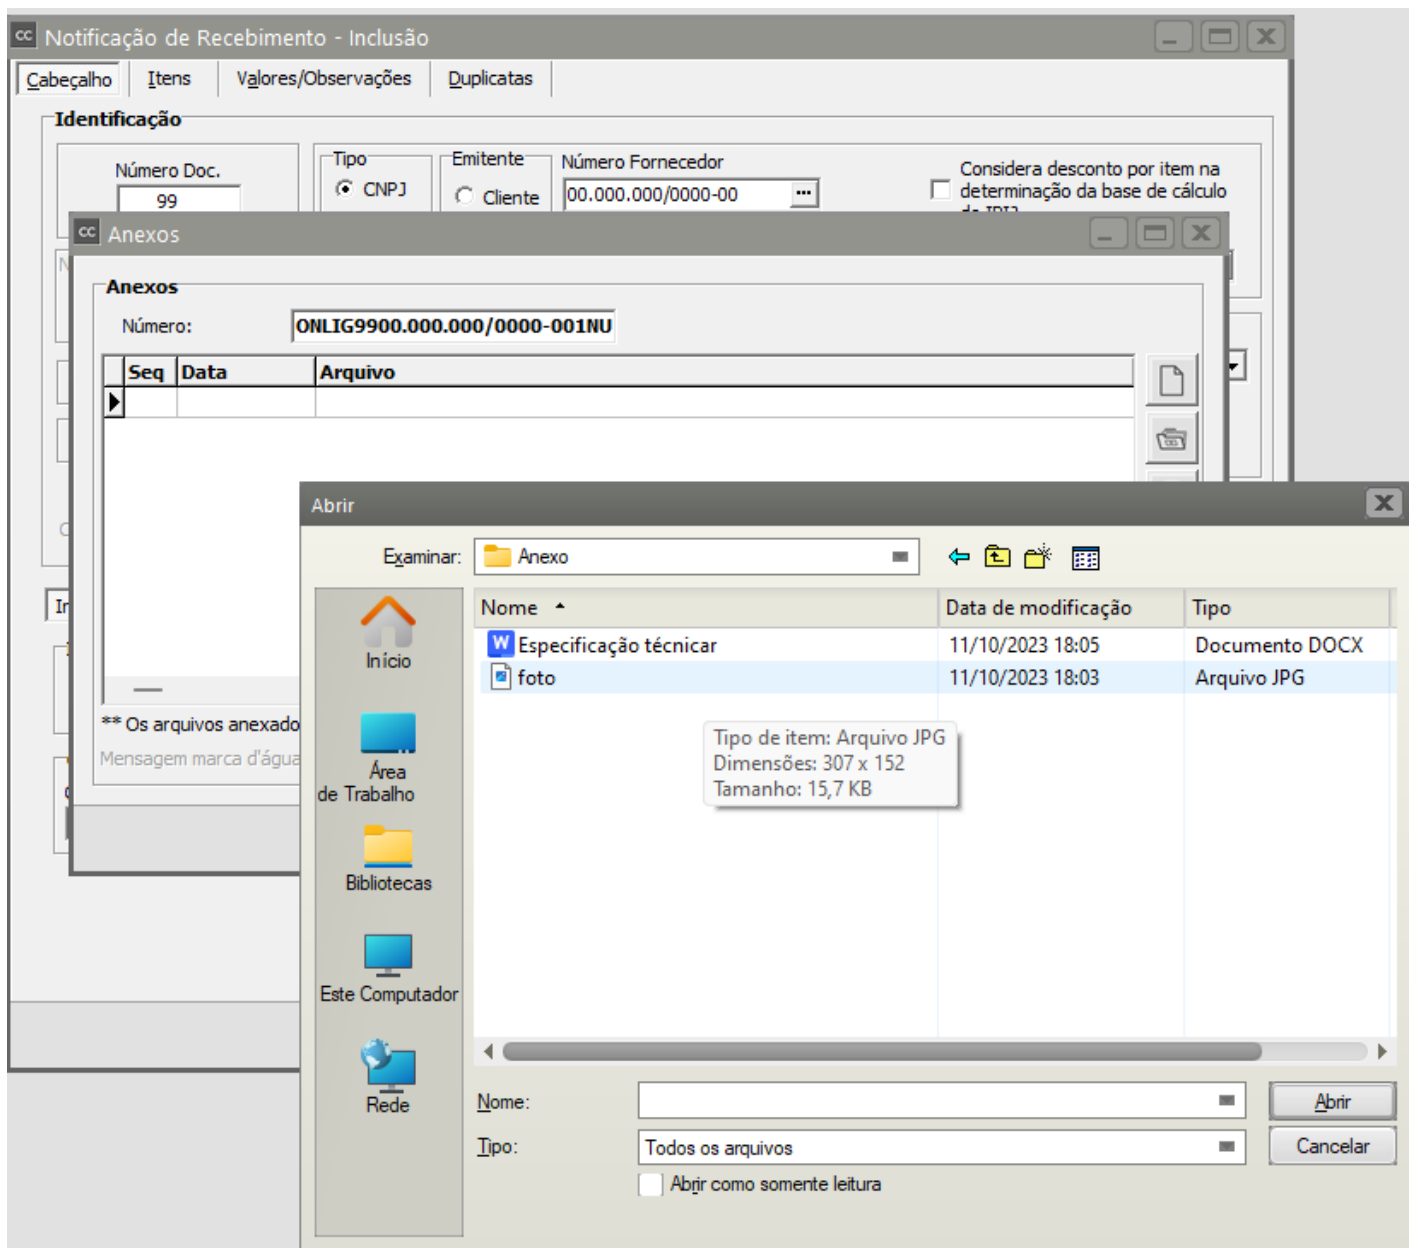 cc Notificação de Recebimento - Inclusão
Cabeçalho Itens Valores/Observações Duplicatas
Identificação
Número Doc.
99
Tipo
CNPJ
Emitente
Cliente
Número Fornecedor
00.000.000/0000-00 ...
Considera desconto por item na
determinação da base de cálculo
cc Anexos
Anexos
Número: ONLIG9900.000.000/0000-001NU
Seq Data Arquivo
** Os arquivos anexado
Mensagem marca d'água
Abrir
Examinar: Anexo
Início
Área
de Trabalho
Bibliotecas
Este Computador
Rede
Nome Data de modificação Tipo
W Especificação técnicar 11/10/2023 18:05 Documento DOCX
foto 11/10/2023 18:03 Arquivo JPG
Tipo de item: Arquivo JPG
Dimensões: 307 x 152
Tamanho: 15,7 KB
Nome: Abrir
Tipo: Todos os arquivos Cancelar
Abrir como somente leitura